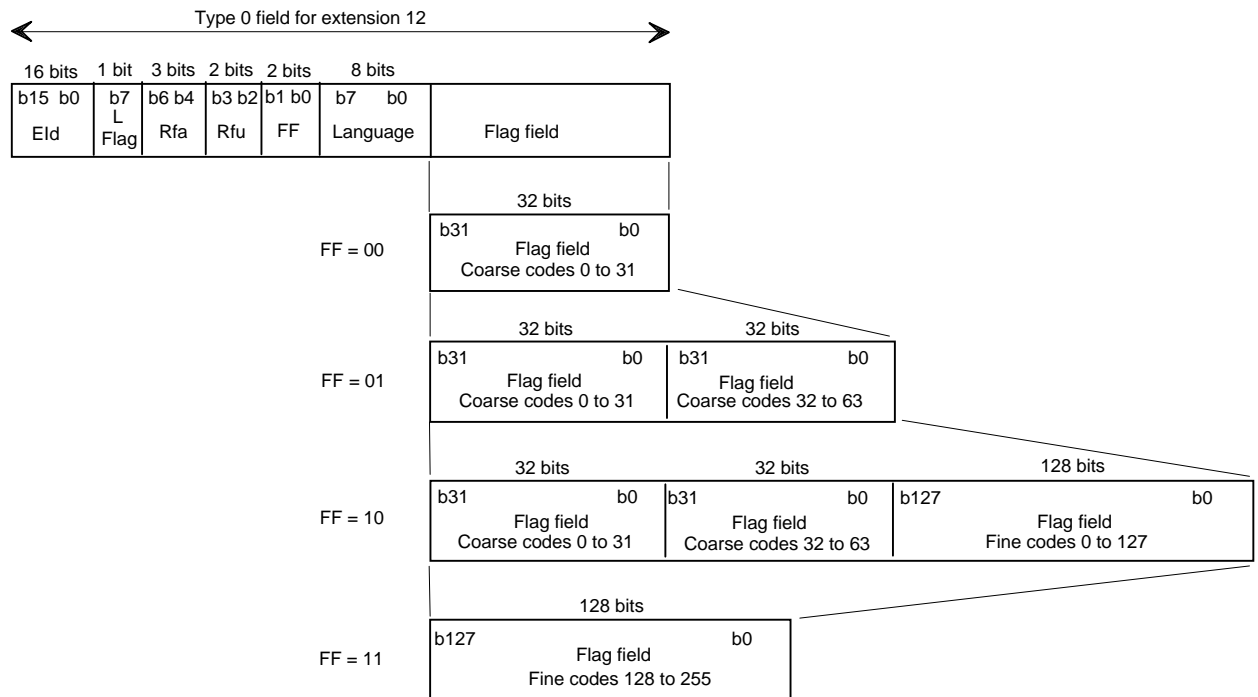 Type 0 field for extension 12
16 bits 1 bit 3 bits 2 bits 2 bits 8 bits
b15 b0 b7 b6 b4 b3 b2 b1 b0 b7 b0
EId L Flag Rfa Rfu FF Language Flag field
32 bits
FF = 00
b31 b0
Flag field
Coarse codes 0 to 31
32 bits 32 bits
FF = 01
b31 b0 b31 b0
Flag field Flag field
Coarse codes 0 to 31 Coarse codes 32 to 63
32 bits 32 bits 128 bits
FF = 10
b31 b0 b31 b0 b127 b0
Flag field Flag field Flag field
Coarse codes 0 to 31 Coarse codes 32 to 63 Fine codes 0 to 127
128 bits
FF = 11
b127 b0
Flag field
Fine codes 128 to 255